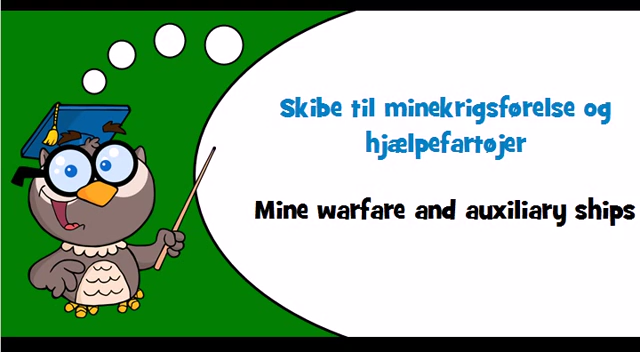 Skibe til minekrigsførelse og
hjælpefartøjer
Mine warfare and auxiliary ships